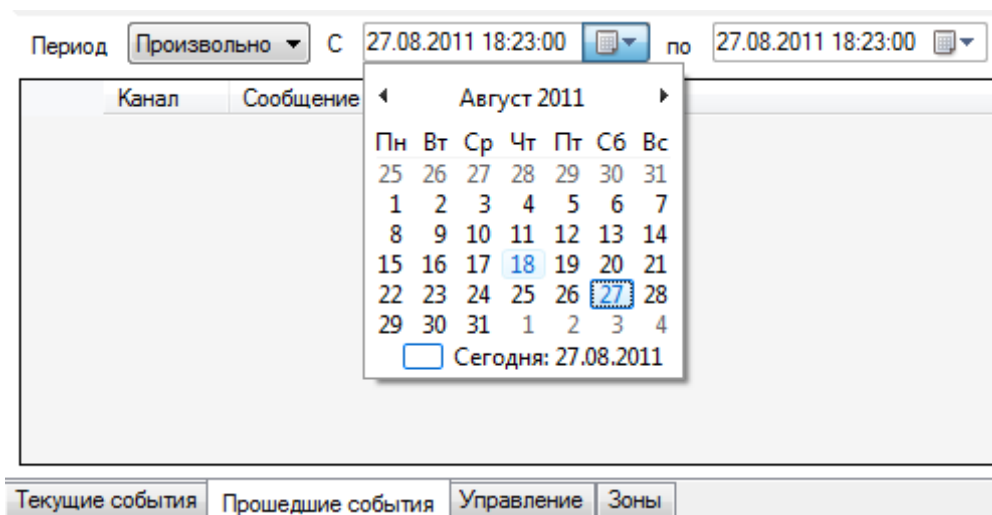 Период Произвольно С 27.08.2011 18:23:00 по 27.08.2011 18:23:00
Канал Сообщение
Август 2011
Пн Вт Ср Чт Пт Сб Вс
25 26 27 28 29 30 31
1 2 3 4 5 6 7
8 9 10 11 12 13 14
15 16 17 18 19 20 21
22 23 24 25 26 27 28
29 30 31 1 2 3 4
Сегодня: 27.08.2011
Текущие события Прошедшие события Управление Зоны